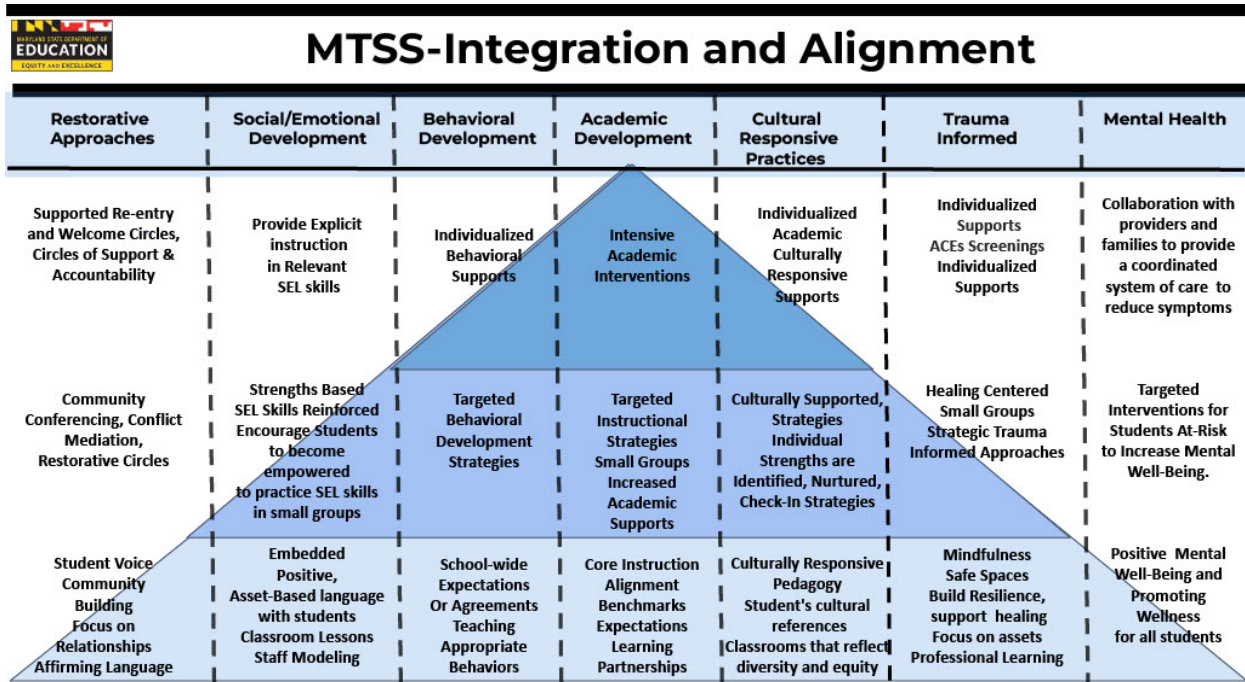 MARYLAND STATE DEPARTMENT OF
EDUCATION
EQUITY AND EXCELLENCE
MTSS-Integration and Alignment
Restorative
Approaches
Social/Emotional
Development
Behavioral
Development
Academic
Development
Cultural
Responsive
Practices
Trauma
Informed
Mental Health
Supported Re-entry
and Welcome Circles,
Circles of Support &
Accountability
Provide Explicit
instruction
in Relevant
SEL skills
Individualized
Behavioral
Supports
Intensive
Academic
Interventions
Individualized
Academic
Culturally
Responsive
Supports
Individualized
Supports
ACEs Screenings
Individualized
Supports
Collaboration with
providers and
families to provide
a coordinated
system of care to
reduce symptoms
Community
Conferencing, Conflict
Mediation,
Restorative Circles
Strengths Based
SEL Skills Reinforced
Encourage Students
to become
empowered
to practice SEL skills
in small groups
Targeted
Behavioral
Development
Strategies
Targeted
Instructional
Strategies
Small Groups
Increased
Academic
Supports
Culturally Supported,
Strategies
Individual
Strengths are
Identified, Nurtured,
Check-In Strategies
Healing Centered
Small Groups
Strategic Trauma
Informed Approaches
Targeted
Interventions for
Students At-Risk
to Increase Mental
Well-Being.
Student Voice
Community
Building
Focus on
Relationships
Affirming Language
Embedded
Positive,
Asset-Based language
with students
Classroom Lessons
Staff Modeling
School-wide
Expectations
Or Agreements
Teaching
Appropriate
Behaviors
Core Instruction
Alignment
Benchmarks
Expectations
Learning
Partnerships
Culturally Responsive
Pedagogy
Student's cultural
references
Classrooms that reflect
diversity and equity
Mindfulness
Safe Spaces
Build Resilience,
support healing
Focus on assets
Professional Learning
Positive Mental
Well-Being and
Promoting
Wellness
for all students